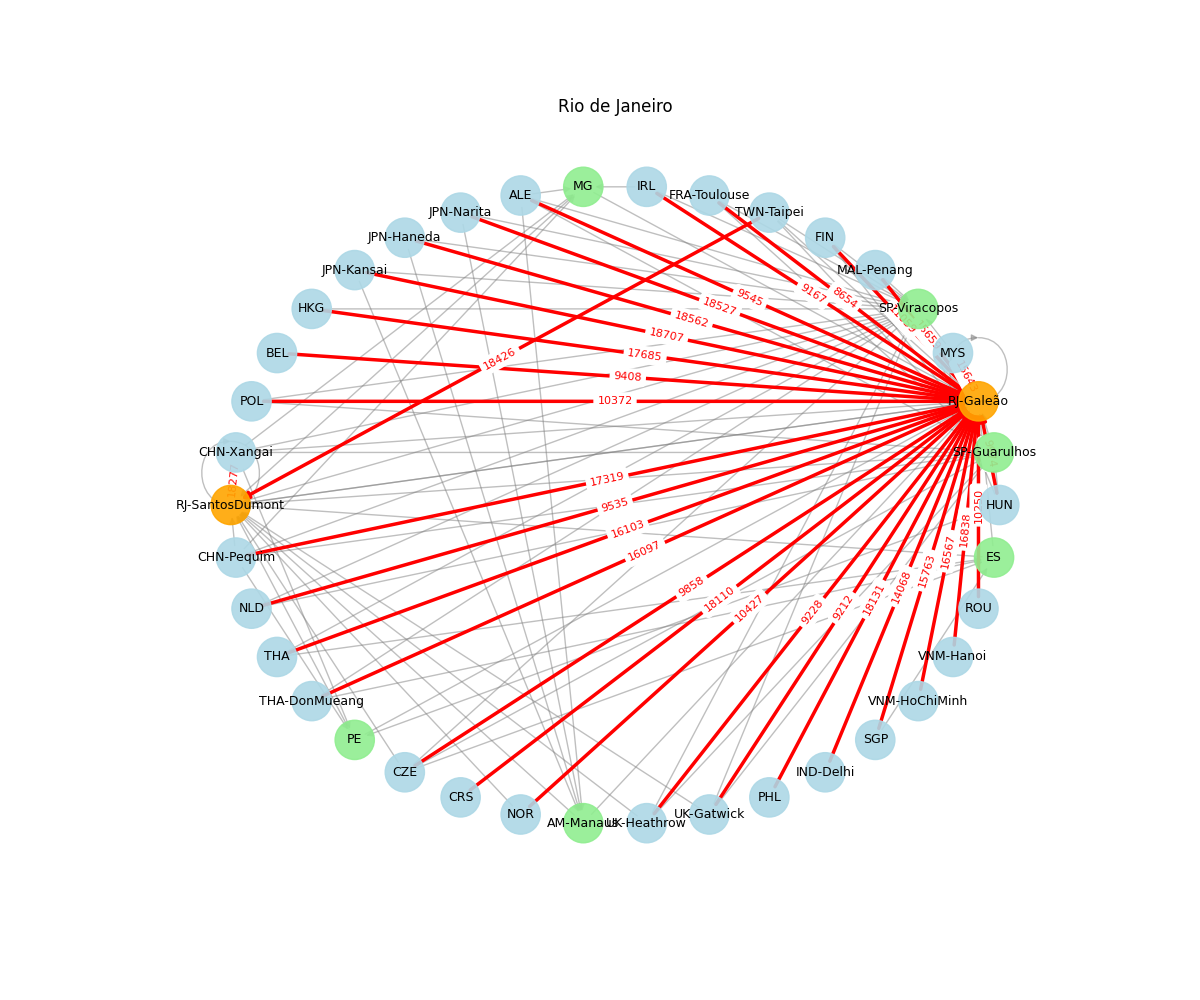 Rio de Janeiro
MG
IRL
ALE
FRA-Toulouse
JPN-Narita
TWN-Taipei
JPN-Haneda
FIN
JPN-Kansai
MAL-Penang
HKG
SP-Viracopos
BEL
MYS
POL
RJ-Galeão
CHN-Xangai
SP-Guarulhos
RJ-SantosDumont
HUN
CHN-Pequim
ES
NLD
ROU
THA
VNM-Hanoi
THA-DonMueang
VNM-HoChiMinh
PE
SGP
CZE
IND-Delhi
CRS
PHL
NOR
UK-Gatwick
AM-Manaus
UK-Heathrow
9545
9167
8654
18527
18562
18707
17685
18426
9408
10372
17319
9535
16103
16097
9858
18110
10427
9228
9212
18131
14068
15763
16567
16838
10250